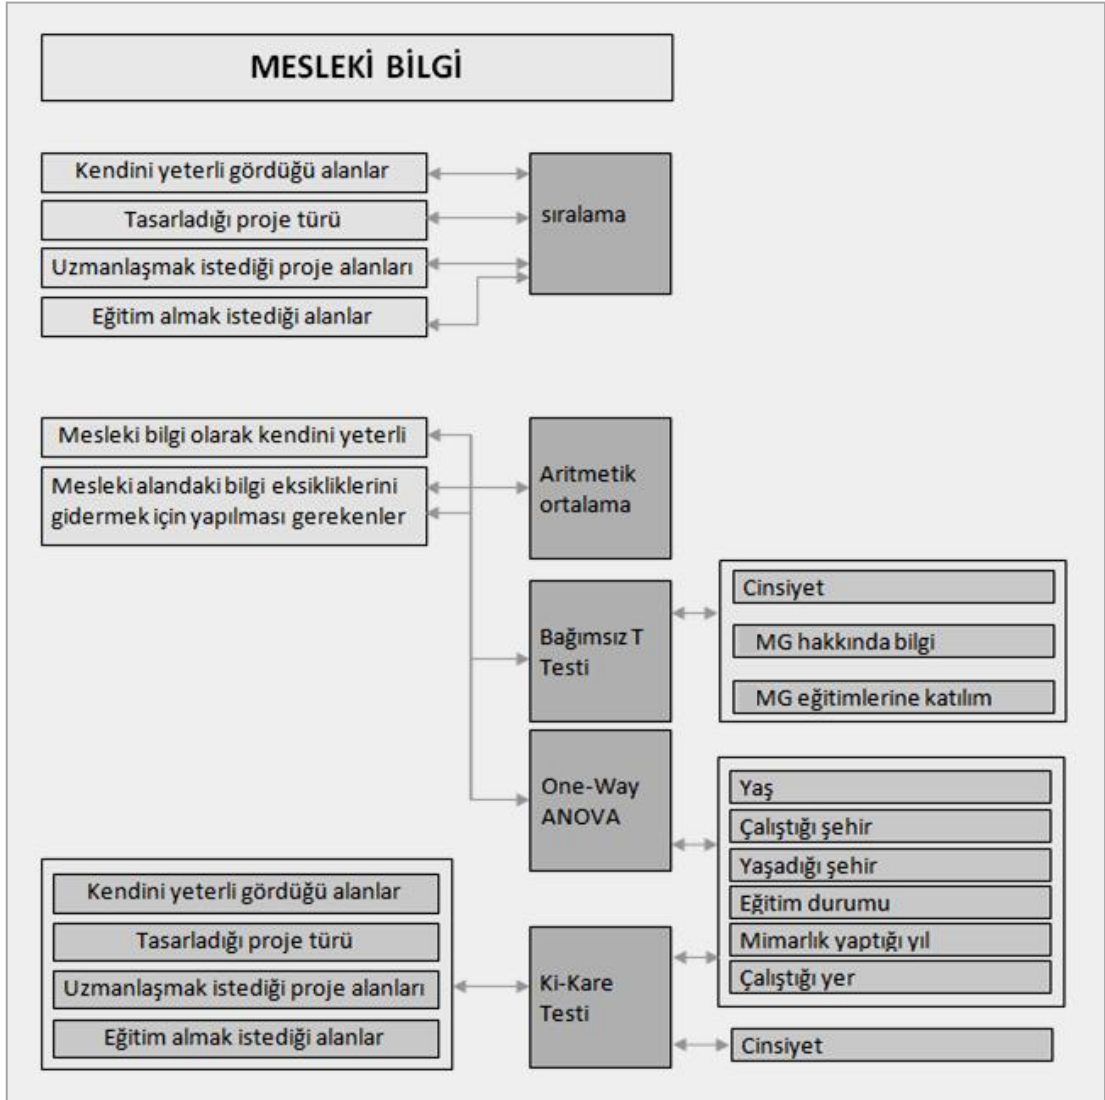 MESLEKİ BİLGİ
Kendini yeterli gördüğü alanlar
Tasarladığı proje türü
Uzmanlaşmak istediği proje alanları
Eğitim almak istediği alanlar
sıralama
Mesleki bilgi olarak kendini yeterli
Mesleki alandaki bilgi eksikliklerini
gidermek için yapılması gerekenler
Aritmetik
ortalama
Bağımsız T
Testi
Cinsiyet
MG hakkında bilgi
MG eğitimlerine katılım
One-Way
ANOVA
Yaş
Çalıştığı şehir
Yaşadığı şehir
Eğitim durumu
Mimarlık yaptığı yıl
Çalıştığı yer
Kendini yeterli gördüğü alanlar
Tasarladığı proje türü
Uzmanlaşmak istediği proje alanları
Eğitim almak istediği alanlar
Ki-Kare
Testi
Cinsiyet